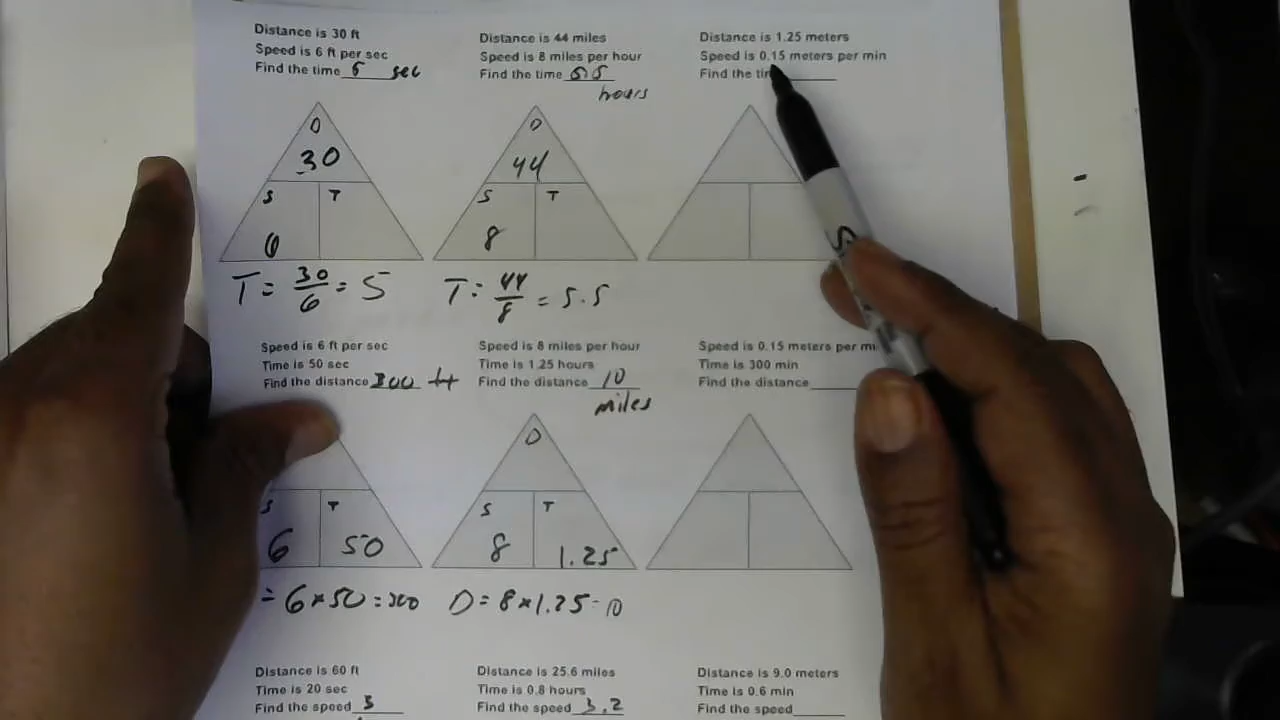 Distance is 30 ft
Speed is 6 ft per sec
Find the time 5 sec
D
30
S T
6
T = 30/6 = 5
Distance is 44 miles
Speed is 8 miles per hour
Find the time 5.5
hours
D
44
S T
8
T = 44/8 = 5.5
Distance is 1.25 meters
Speed is 0.15 meters per min
Find the
Speed is 6 ft per sec
Time is 50 sec
Find the distance 300 ft
S T
6 50
= 6 × 50 = 300
Speed is 8 miles per hour
Time is 1.25 hours
Find the distance 10
miles
D
S T
8 1.25
D = 8 × 1.25 = 10
Speed is 0.15 meters per
Time is 300 min
Find the distance
Distance is 60 ft
Time is 20 sec
Find the speed 3
Distance is 25.6 miles
Time is 0.8 hours
Find the speed 3.2
Distance is 9.0 meters
Time is 0.6 min
Find the speed